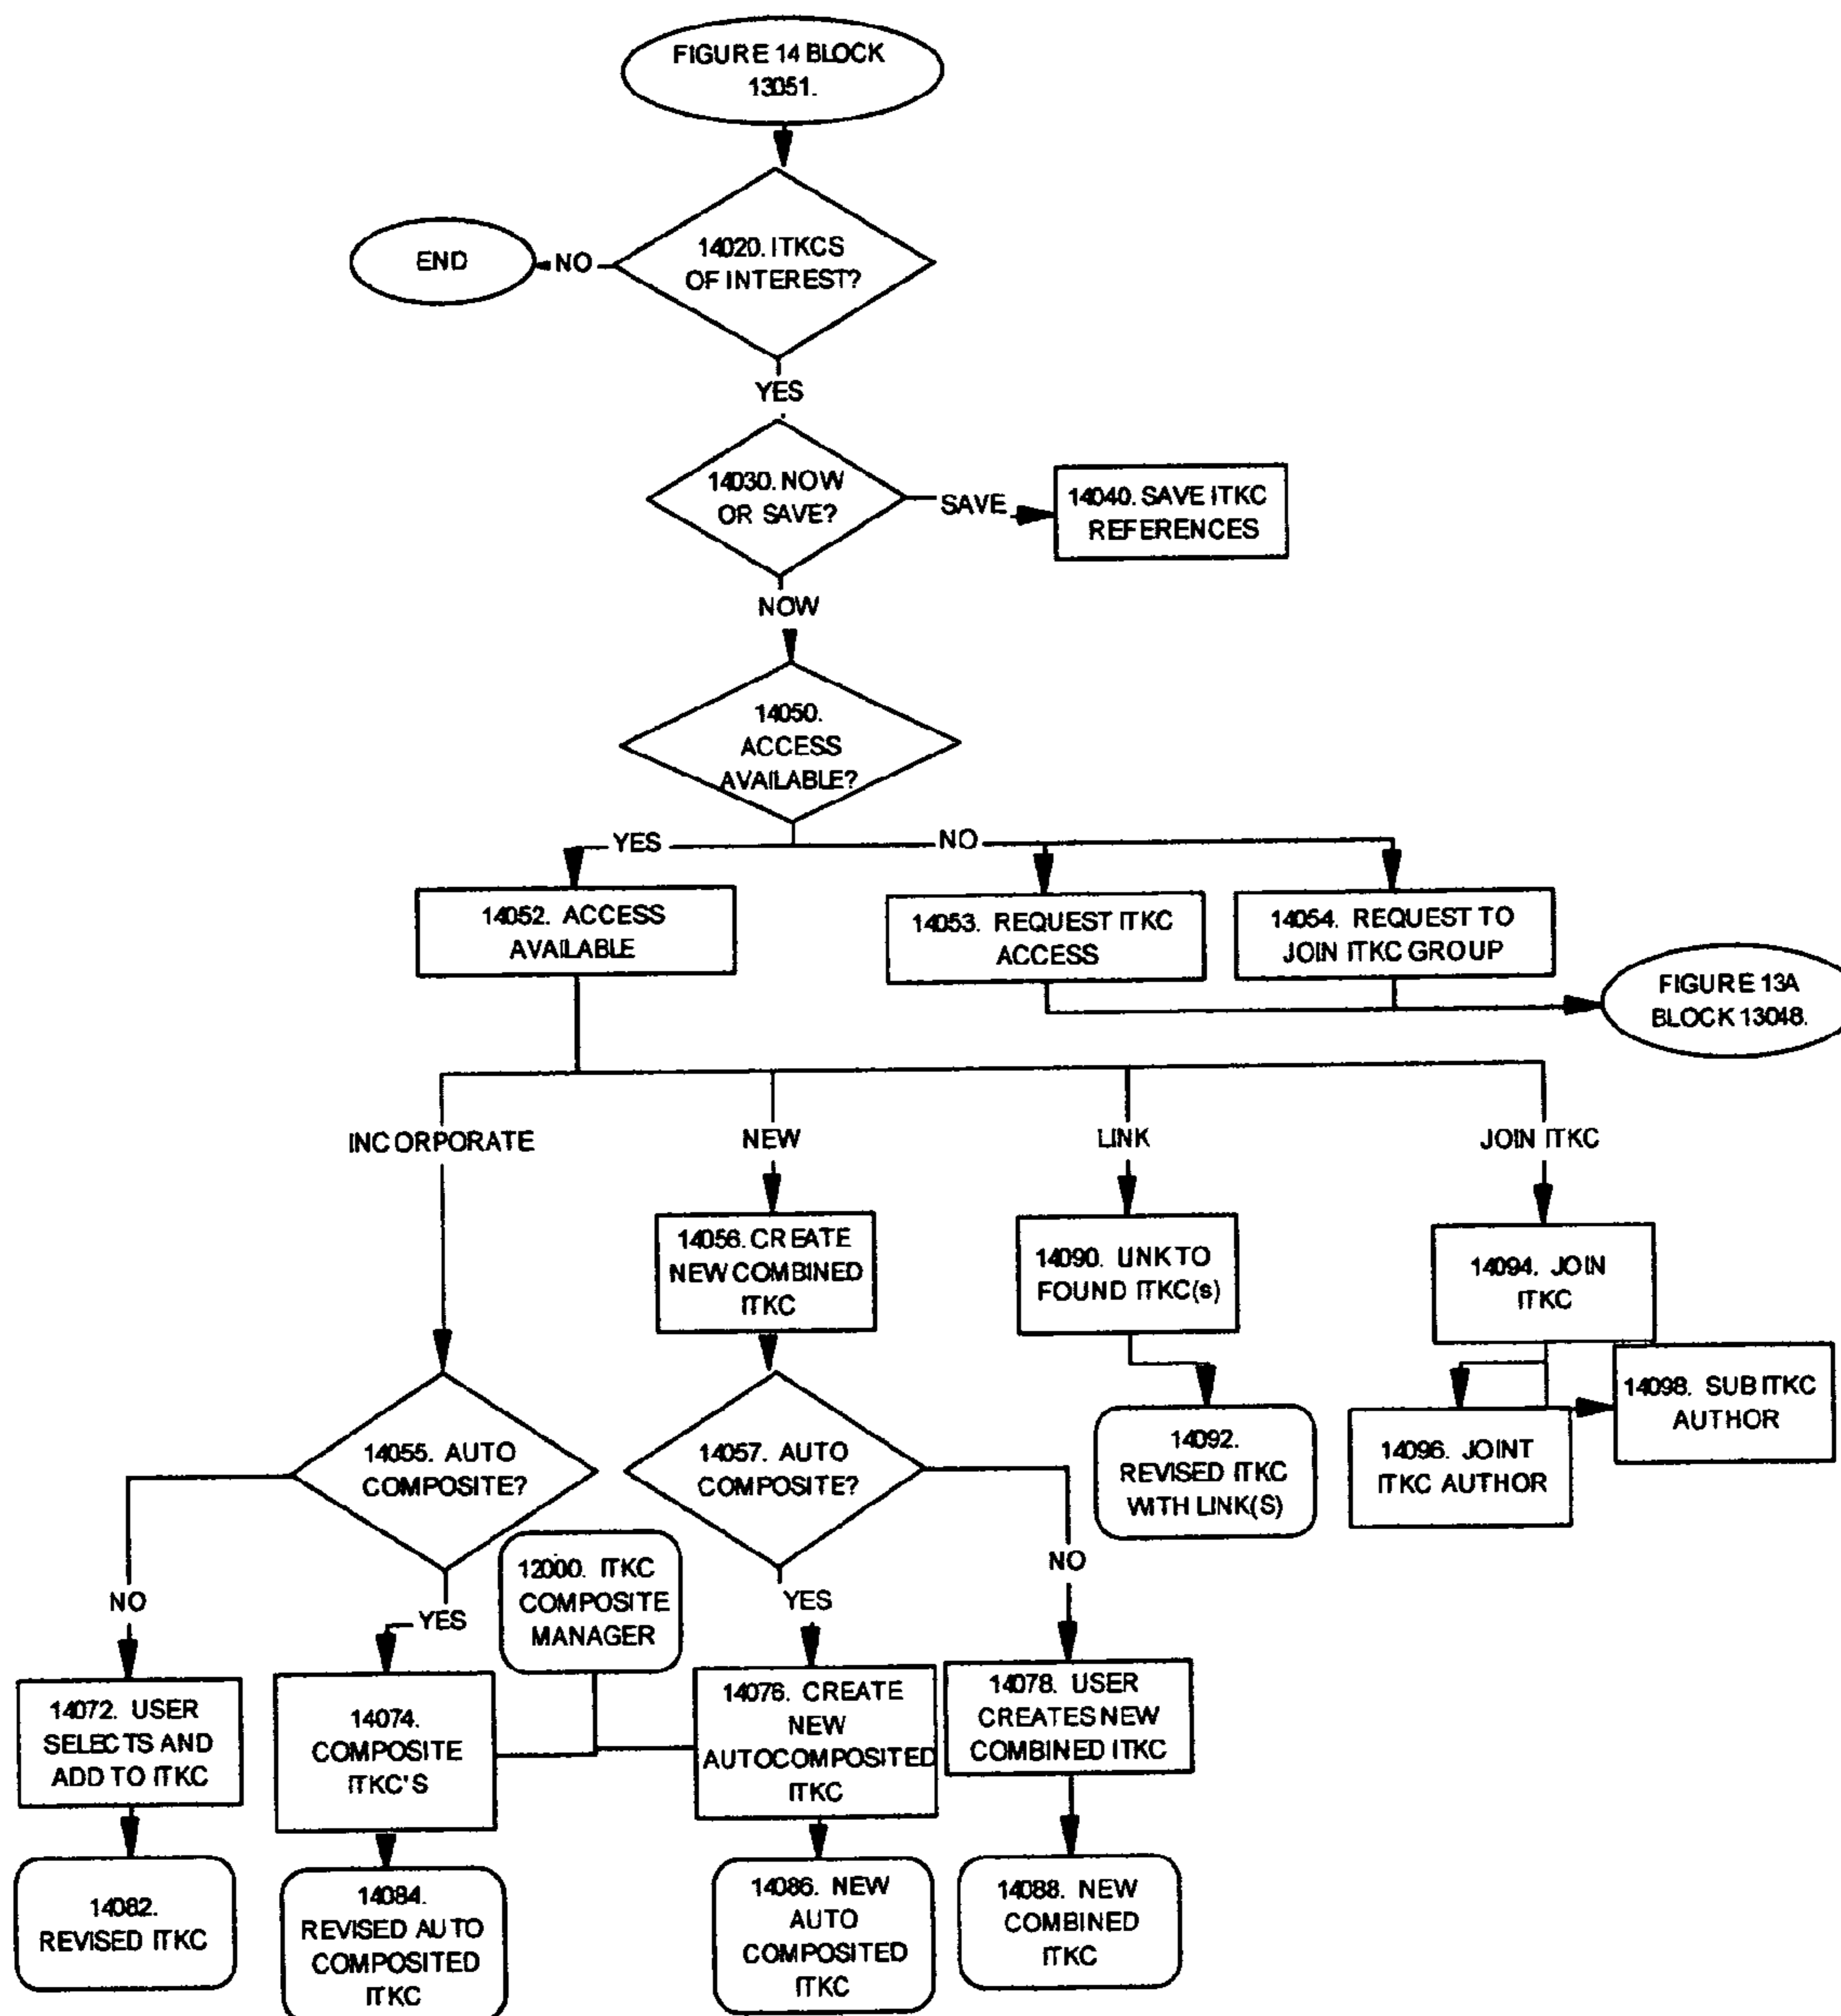 FIGURE 14 BLOCK
13051.
14020. ITKCS
OF INTEREST?
END
NO
YES
14030. NOW
OR SAVE?
SAVE
14040. SAVE ITKC
REFERENCES
NOW
14050.
ACCESS
AVAILABLE?
YES
NO
14052. ACCESS
AVAILABLE
14053. REQUEST ITKC
ACCESS
14054. REQUEST TO
JOIN ITKC GROUP
FIGURE 13A
BLOCK 13048.
INCORPORATE
NEW
LINK
JOIN ITKC
14056. CREATE
NEW COMBINED
ITKC
14090. LINK TO
FOUND ITKC(s)
14094. JOIN
ITKC
14098. SUB ITKC
AUTHOR
14096. JOINT
ITKC AUTHOR
14092.
REVISED ITKC
WITH LINK(S)
14055. AUTO
COMPOSITE?
14057. AUTO
COMPOSITE?
12000. ITKC
COMPOSITE
MANAGER
NO
YES
YES
NO
14072. USER
SELECTS AND
ADD TO ITKC
14074.
COMPOSITE
ITKC'S
14076. CREATE
NEW
AUTOCOMPOSITED
ITKC
14078. USER
CREATES NEW
COMBINED ITKC
14082.
REVISED ITKC
14084.
REVISED AUTO
COMPOSITED
ITKC
14086. NEW
AUTO
COMPOSITED
ITKC
14088. NEW
COMBINED
ITKC